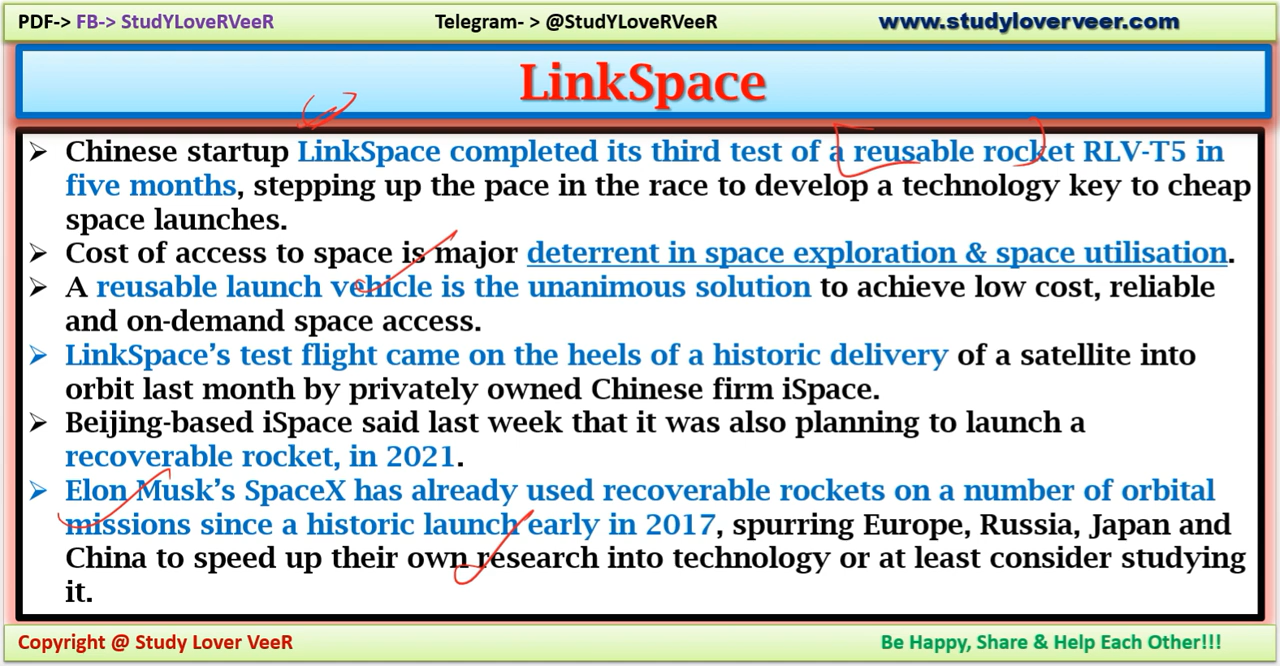 PDF-> FB-> StudYLoveRVeeR Telegram- > @StudYLoveRVeeR www.studyloverveer.com
LinkSpace
➢ Chinese startup LinkSpace completed its third test of a reusable rocket RLV-T5 in
five months, stepping up the pace in the race to develop a technology key to cheap
space launches.
➢ Cost of access to space is major deterrent in space exploration & space utilisation.
➢ A reusable launch vehicle is the unanimous solution to achieve low cost, reliable
and on-demand space access.
➢ LinkSpace’s test flight came on the heels of a historic delivery of a satellite into
orbit last month by privately owned Chinese firm iSpace.
➢ Beijing-based iSpace said last week that it was also planning to launch a
recoverable rocket, in 2021.
➢ Elon Musk’s SpaceX has already used recoverable rockets on a number of orbital
missions since a historic launch early in 2017, spurring Europe, Russia, Japan and
China to speed up their own research into technology or at least consider studying
it.
Copyright @ Study Lover VeeR Be Happy, Share & Help Each Other!!!